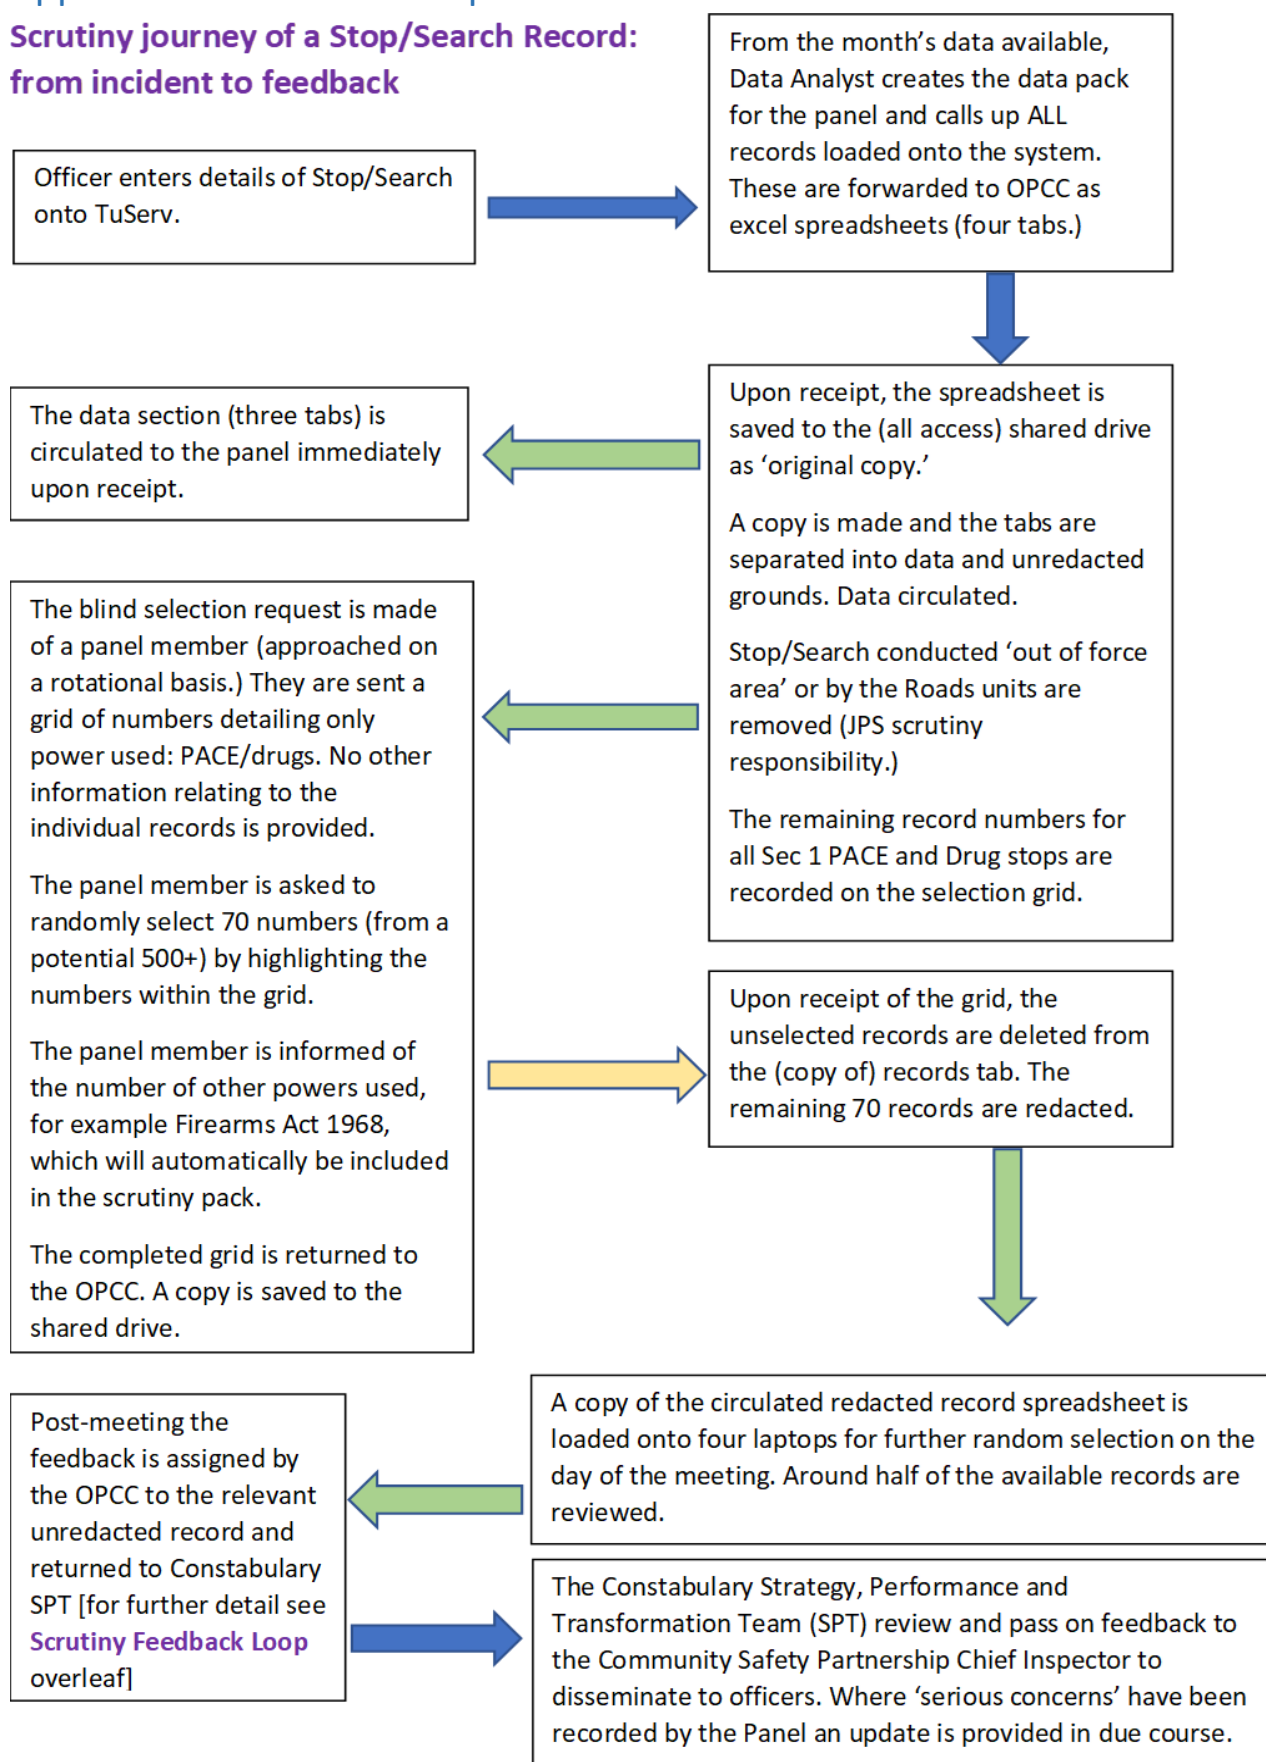 Scrutiny journey of a Stop/Search Record:
from incident to feedback
Officer enters details of Stop/Search
onto TuServ.
From the month’s data available,
Data Analyst creates the data pack
for the panel and calls up ALL
records loaded onto the system.
These are forwarded to OPCC as
excel spreadsheets (four tabs.)
Upon receipt, the spreadsheet is
saved to the (all access) shared drive
as ‘original copy.’
A copy is made and the tabs are
separated into data and unredacted
grounds. Data circulated.
Stop/Search conducted ‘out of force
area’ or by the Roads units are
removed (JPS scrutiny
responsibility.)
The remaining record numbers for
all Sec 1 PACE and Drug stops are
recorded on the selection grid.
The data section (three tabs) is
circulated to the panel immediately
upon receipt.
The blind selection request is made
of a panel member (approached on
a rotational basis.) They are sent a
grid of numbers detailing only
power used: PACE/drugs. No other
information relating to the
individual records is provided.
The panel member is asked to
randomly select 70 numbers (from a
potential 500+) by highlighting the
numbers within the grid.
The panel member is informed of
the number of other powers used,
for example Firearms Act 1968,
which will automatically be included
in the scrutiny pack.
The completed grid is returned to
the OPCC. A copy is saved to the
shared drive.
Upon receipt of the grid, the
unselected records are deleted from
the (copy of) records tab. The
remaining 70 records are redacted.
A copy of the circulated redacted record spreadsheet is
loaded onto four laptops for further random selection on the
day of the meeting. Around half of the available records are
reviewed.
Post-meeting the
feedback is assigned by
the OPCC to the relevant
unredacted record and
returned to Constabulary
SPT [for further detail see
Scrutiny Feedback Loop
overleaf]
The Constabulary Strategy, Performance and
Transformation Team (SPT) review and pass on feedback to
the Community Safety Partnership Chief Inspector to
disseminate to officers. Where ‘serious concerns’ have been
recorded by the Panel an update is provided in due course.